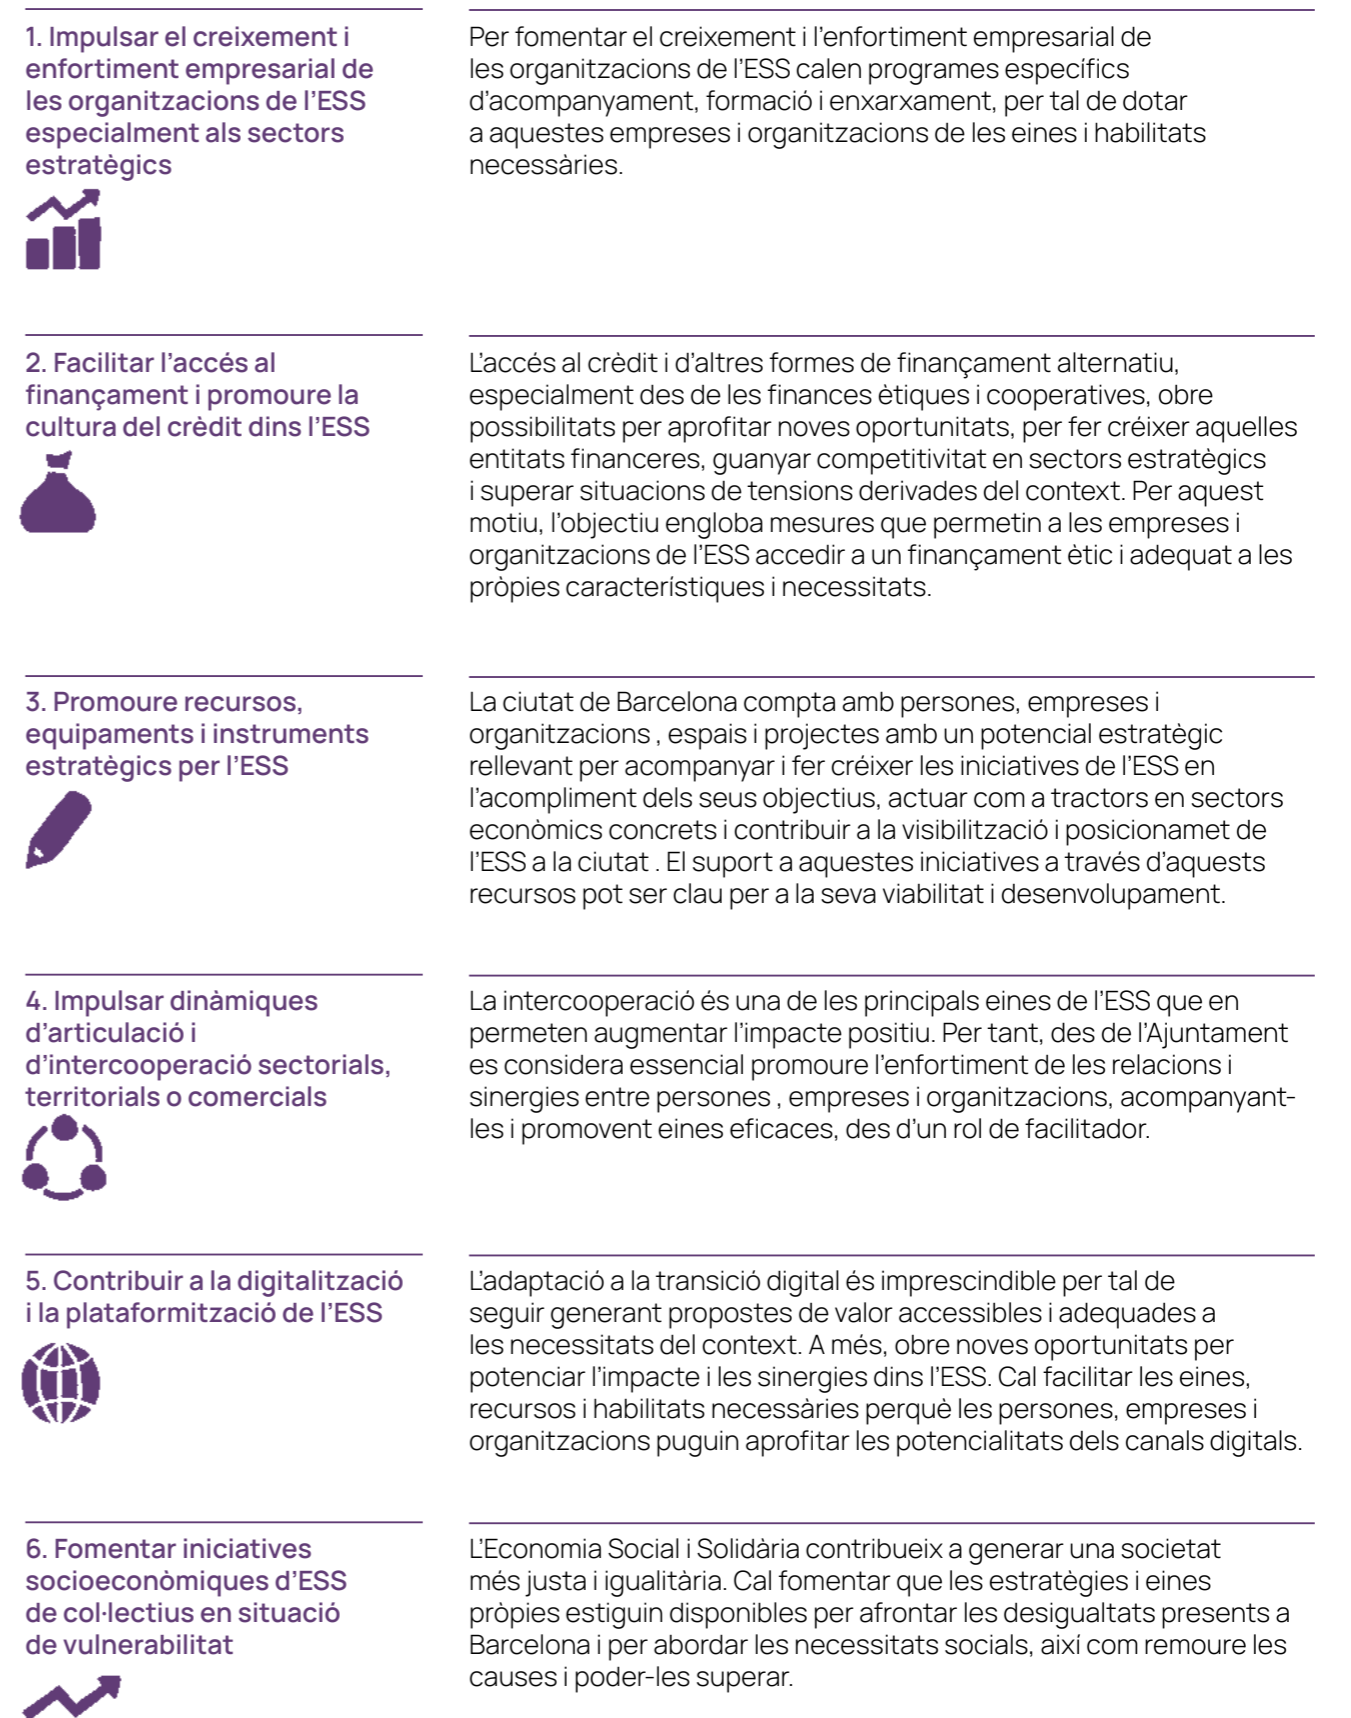 1. Impulsar el creixement i
enfortiment empresarial de
les organitzacions de l'ESS
especialment als sectors
estratègics
Per fomentar el creixement i l'enfortiment empresarial de
les organitzacions de l'ESS calen programes específics
d'acompanyament, formació i enxarxament, per tal de dotar
a aquestes empreses i organitzacions de les eines i habilitats
necessàries.
2. Facilitar l'accés al
finançament i promoure la
cultura del crèdit dins l'ESS
L'accés al crèdit i d'altres formes de finançament alternatiu,
especialment des de les finances ètiques i cooperatives, obre
possibilitats per aprofitar noves oportunitats, per fer créixer aquelles
entitats financeres, guanyar competitivitat en sectors estratègics
i superar situacions de tensions derivades del context. Per aquest
motiu, l'objectiu engloba mesures que permetin a les empreses i
organitzacions de l'ESS accedir a un finançament ètic i adequat a les
pròpies característiques i necessitats.
3. Promoure recursos,
equipaments i instruments
estratègics per l'ESS
La ciutat de Barcelona compta amb persones, empreses i
organitzacions , espais i projectes amb un potencial estratègic
rellevant per acompanyar i fer créixer les iniciatives de l'ESS en
l'acompliment dels seus objectius, actuar com a tractors en sectors
econòmics concrets i contribuir a la visibilització i posicionamet de
l'ESS a la ciutat . El suport a aquestes iniciatives a través d'aquests
recursos pot ser clau per a la seva viabilitat i desenvolupament.
4. Impulsar dinàmiques
d'articulació i
d'intercooperació sectorials,
territorials o comercials
La intercooperació és una de les principals eines de l'ESS que en
permeten augmentar l'impacte positiu. Per tant, des de l'Ajuntament
es considera essencial promoure l'enfortiment de les relacions i
sinergies entre persones , empreses i organitzacions, acompanyant-
les i promovent eines eficaces, des d'un rol de facilitador.
5. Contribuir a la digitalització
i la plataformització de l'ESS
L'adaptació a la transició digital és imprescindible per tal de
seguir generant propostes de valor accessibles i adequades a
les necessitats del context. A més, obre noves oportunitats per
potenciar l'impacte i les sinergies dins l'ESS. Cal facilitar les eines,
recursos i habilitats necessàries perquè les persones, empreses i
organitzacions puguin aprofitar les potencialitats dels canals digitals.
6. Fomentar iniciatives
socioeconòmiques d'ESS
de col·lectius en situació
de vulnerabilitat
L'Economia Social i Solidària contribueix a generar una societat
més justa i igualitària. Cal fomentar que les estratègies i eines
pròpies estiguin disponibles per afrontar les desigualtats presents a
Barcelona i per abordar les necessitats socials, així com remoure les
causes i poder-les superar.